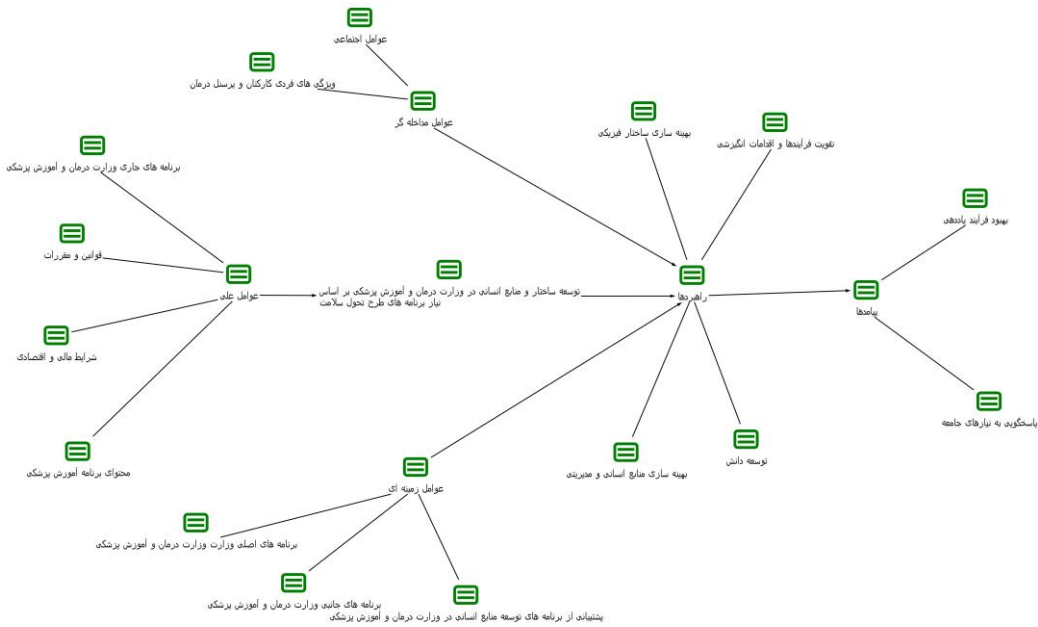 عوامل اجتماعی
ویژگی های فردی کارکنان و پرسنل درمان
عوامل مداخله گر
بهینه سازی ساختار فیزیکی
تقویت فرآیندها و اقدامات انگیزشی
برنامه های جاری وزارت درمان و آموزش پزشکی
بهبود فرآیند یاددهی
قوانین و مقررات
عوامل علی
توسعه ساختار و منابع انسانی در وزارت درمان و آموزش پزشکی بر اساس
نیاز برنامه های طرح تحول سلامت
راهبردها
پیامدها
شرایط مالی و اقتصادی
پاسخگویی به نیازهای جامعه
محتوای برنامه آموزش پزشکی
توسعه دانش
بهینه سازی منابع انسانی و مدیریتی
عوامل زمینه ای
برنامه های اصلی وزارت وزارت درمان و آموزش پزشکی
برنامه های جانبی وزارت درمان و آموزش پزشکی
پشتیبانی از برنامه های توسعه منابع انسانی در وزارت درمان و آموزش پزشکی